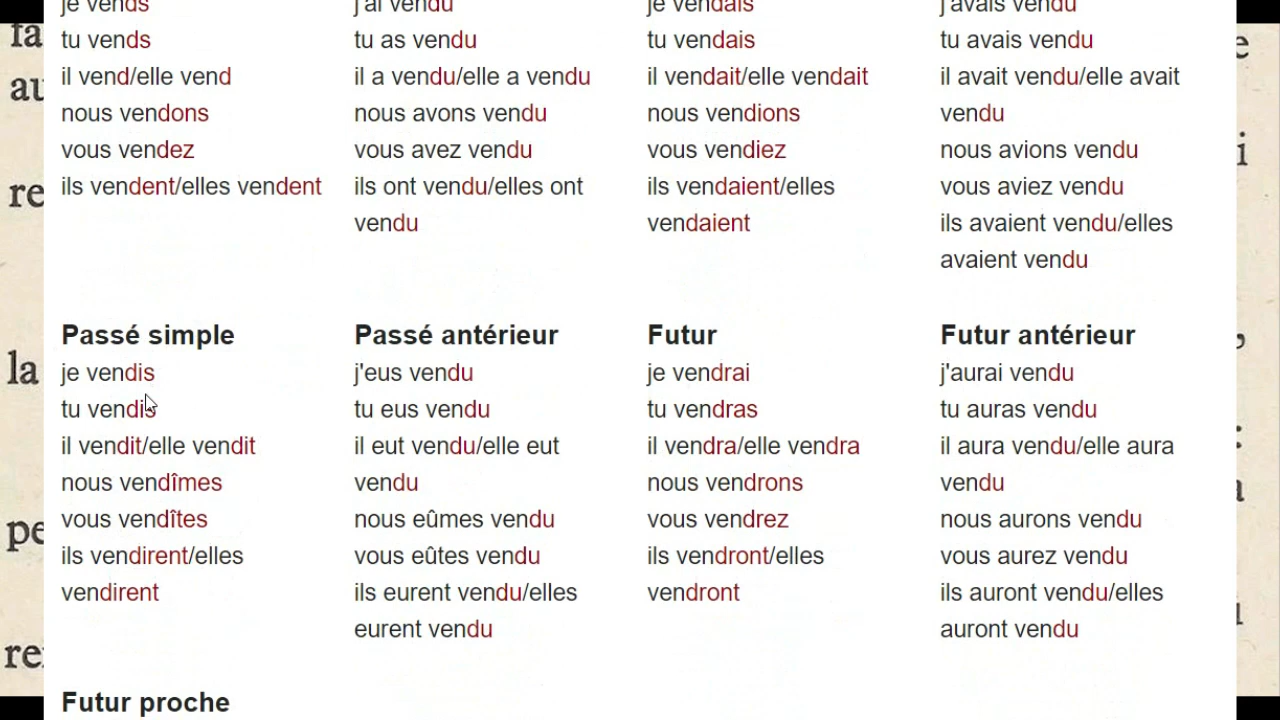 je vends
tu vends
il vend/elle vend
nous vendons
vous vendez
ils vendent/elles vendent
j'ai vendu
tu as vendu
il a vendu/elle a vendu
nous avons vendu
vous avez vendu
ils ont vendu/elles ont
vendu
je vendais
tu vendais
il vendait/elle vendait
nous vendions
vous vendiez
ils vendaient/elles
vendaient
j'avais vendu
tu avais vendu
il avait vendu/elle avait
vendu
nous avions vendu
vous aviez vendu
ils avaient vendu/elles
avaient vendu
Passé simple
je vendis
tu vendis
il vendit/elle vendit
nous vendîmes
vous vendîtes
ils vendirent/elles
vendirent
Passé antérieur
j'eus vendu
tu eus vendu
il eut vendu/elle eut
vendu
nous eûmes vendu
vous eûtes vendu
ils eurent vendu/elles
eurent vendu
Futur
je vendrai
tu vendras
il vendra/elle vendra
nous vendrons
vous vendrez
ils vendront/elles
vendront
Futur antérieur
j'aurai vendu
tu auras vendu
il aura vendu/elle aura
vendu
nous aurons vendu
vous aurez vendu
ils auront vendu/elles
auront vendu
Futur proche